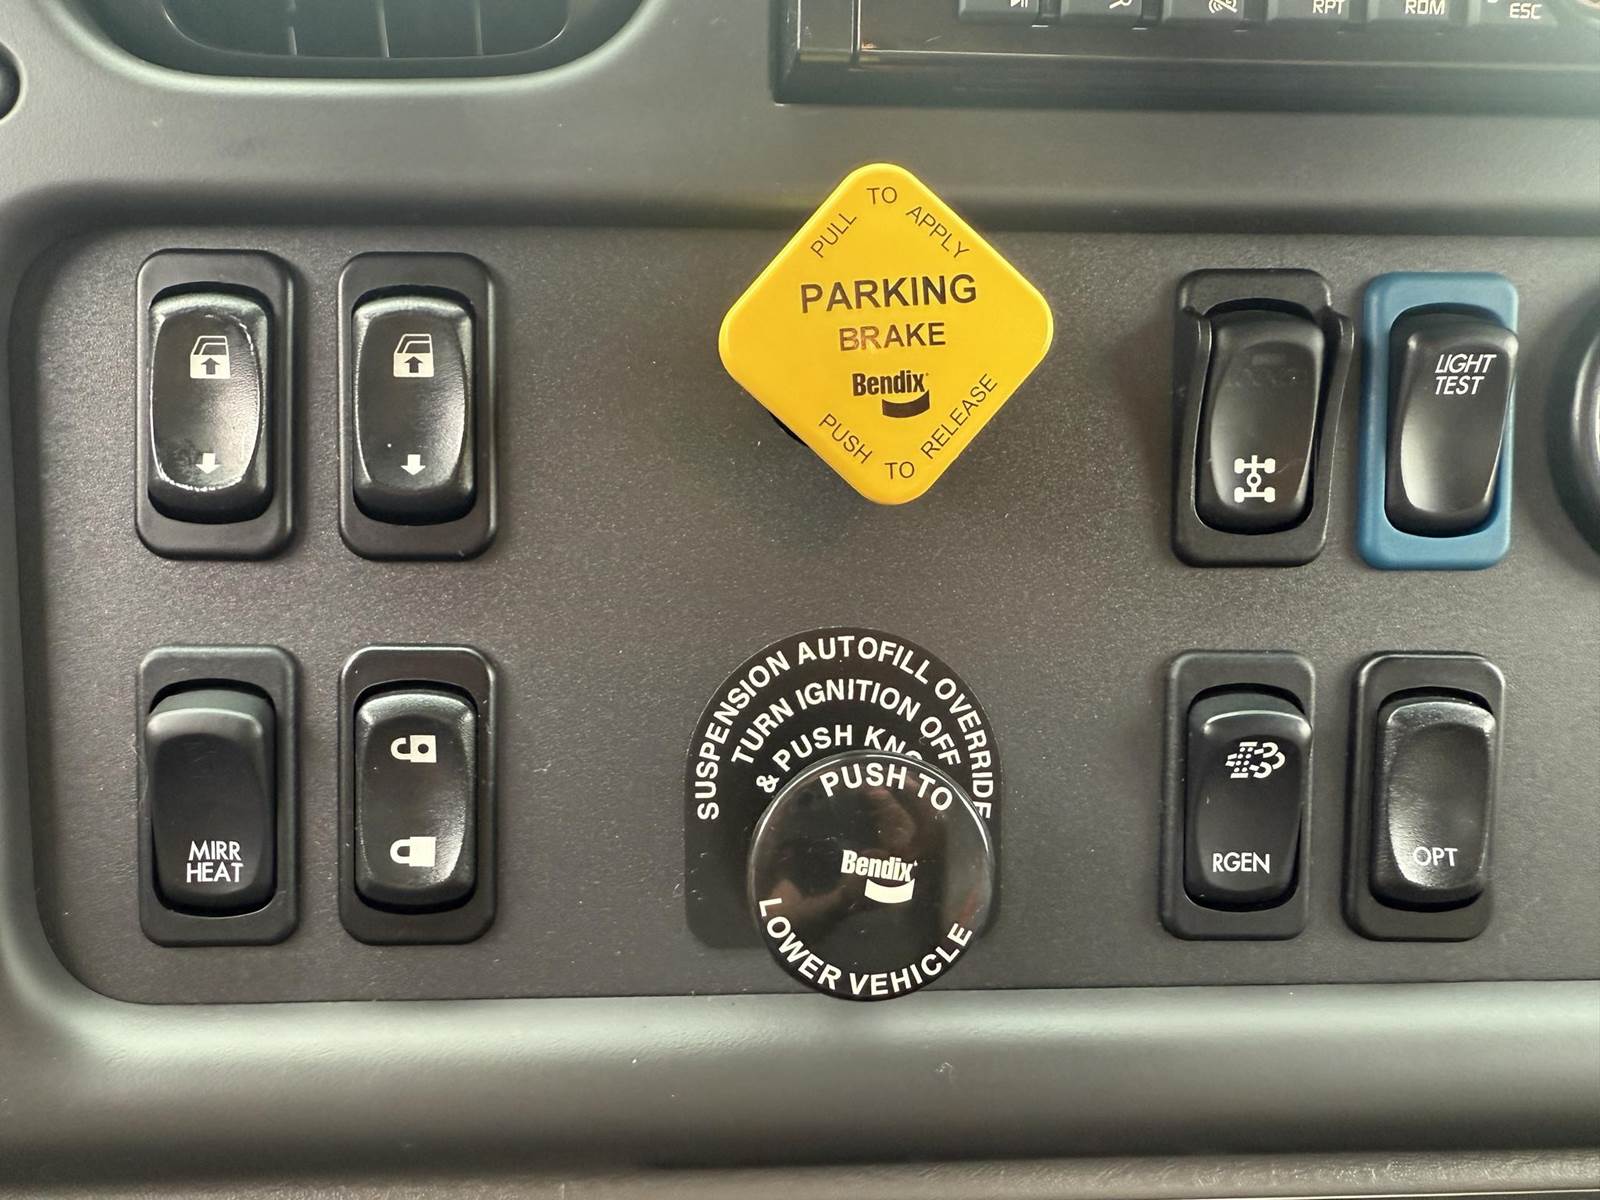 RPT
RDM
ESC
PULL TO APPLY
PARKING
BRAKE
Bendix
PUSH TO RELEASE
LIGHT
TEST
SUSPENSION AUTOFILL OVERRIDE
TURN IGNITION OFF
& PUSH KNO
PUSH TO
Bendix
LOWER VEHICLE
MIRR
HEAT
RGEN
OPT